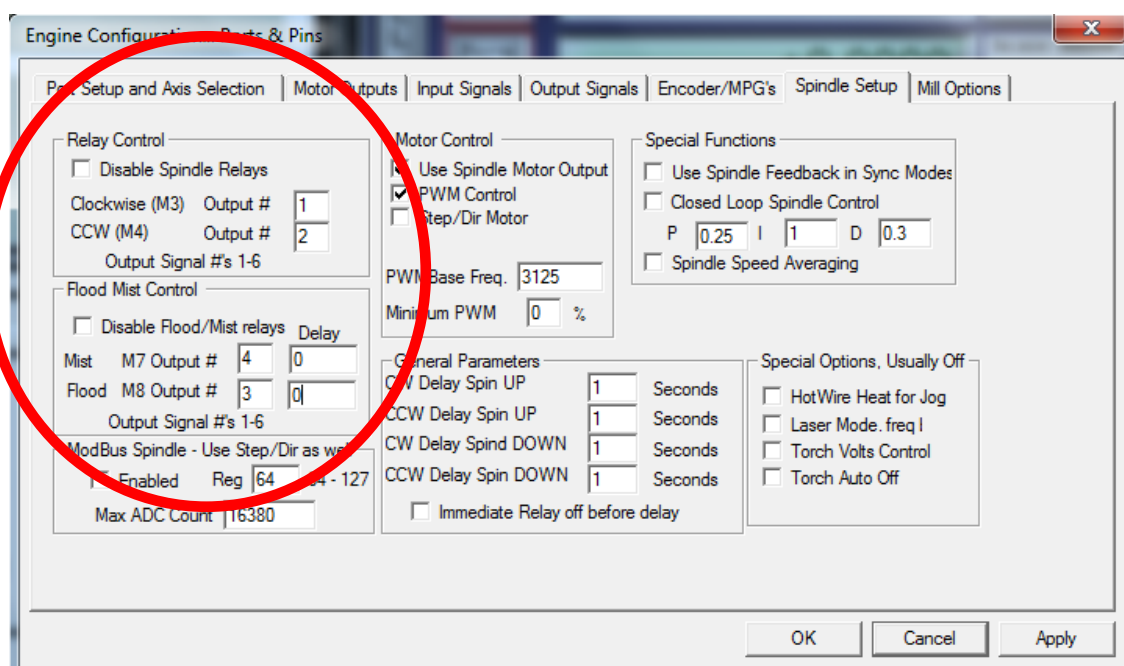 Engine Configuration... Ports & Pins
Port Setup and Axis Selection
Motor Outputs
Input Signals
Output Signals
Encoder/MPG's
Spindle Setup
Mill Options
Relay Control
Disable Spindle Relays
Clockwise (M3) Output # 1
CCW (M4) Output # 2
Output Signal #'s 1-6
Flood Mist Control
Disable Flood/Mist relays Delay
Mist M7 Output # 4 0
Flood M8 Output # 3 0
Output Signal #'s 1-6
ModBus Spindle - Use Step/Dir as well
Enabled Reg 64 64 - 127
Max ADC Count 16380
Motor Control
Use Spindle Motor Output
PWM Control
Step/Dir Motor
PWMBase Freq. 3125
Minimum PWM 0 %
General Parameters
CW Delay Spin UP 1 Seconds
CCW Delay Spin UP 1 Seconds
CW Delay Spind DOWN 1 Seconds
CCW Delay Spin DOWN 1 Seconds
Immediate Relay off before delay
Special Functions
Use Spindle Feedback in Sync Modes
Closed Loop Spindle Control
P 0.25 I 1 D 0.3
Spindle Speed Averaging
Special Options, Usually Off
HotWire Heat for Jog
Laser Mode. freq
Torch Volts Control
Torch Auto Off
OK
Cancel
Apply